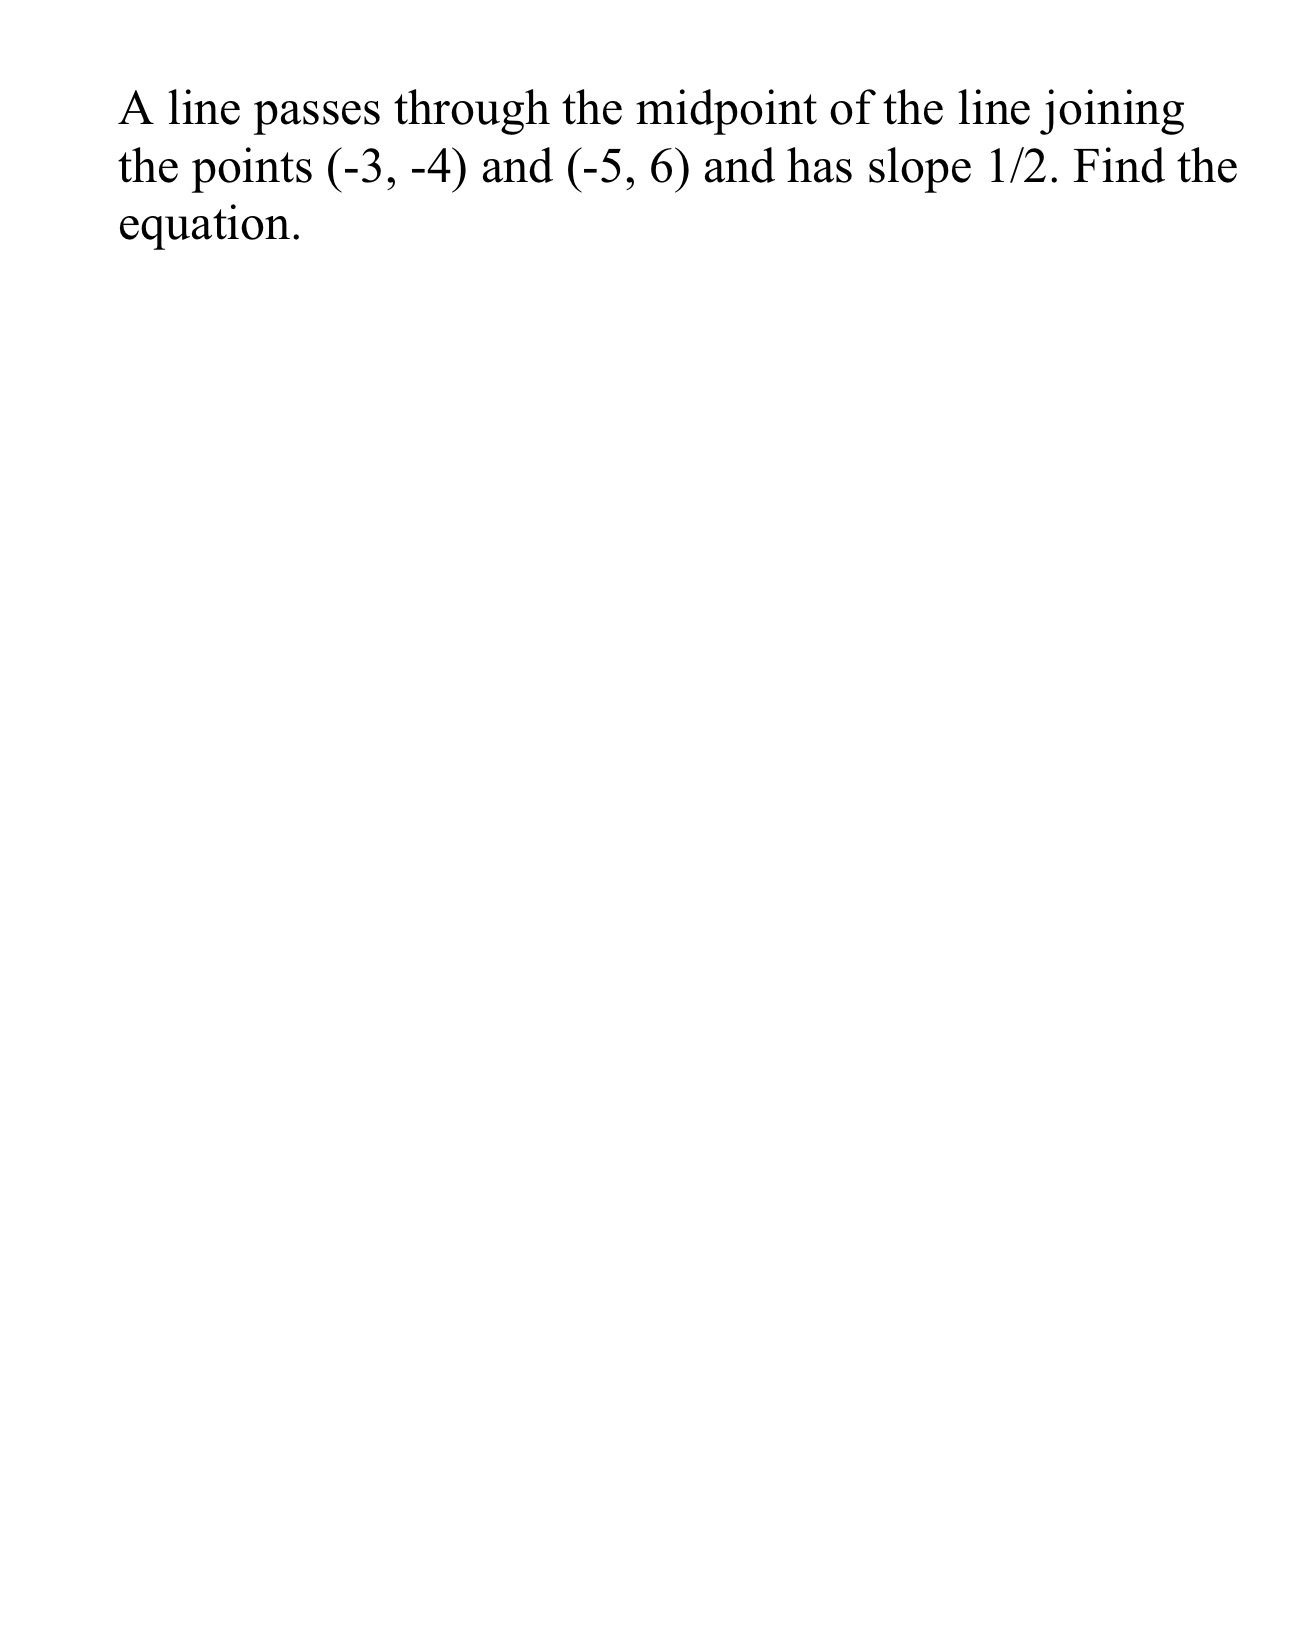 A line passes through the midpoint of the line joining
the points (-3, -4) and (-5, 6) and has slope 1/2. Find the
equation.